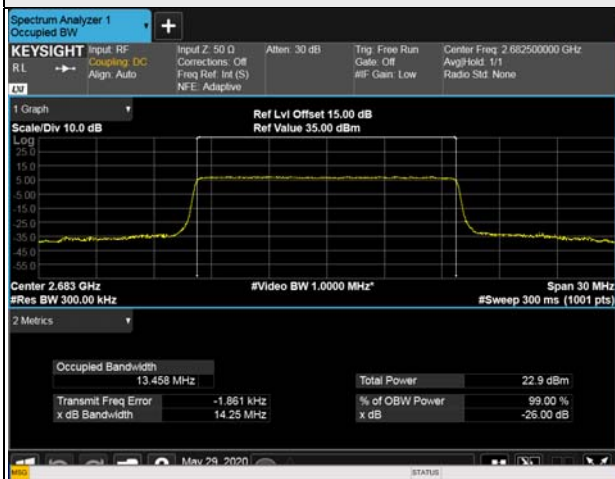 Spectrum Analyzer 1
Occupied BW
+
KEYSIGHT Input: RF Input Z: 50 Ω Atten: 30 dB Trig: Free Run Center Freq: 2.682500000 GHz
RL Coupling: DC Corrections: Off Gate: Off Avg|Hold: 1/1
Align: Auto Freq Ref: Int (S) #IF Gain: Low Radio Std: None
LXI NFE: Adaptive
1 Graph
Ref Lvl Offset 15.00 dB
Scale/Div 10.0 dB Ref Value 35.00 dBm
Log
25.0
15.0
5.00
-5.00
-15.0
-25.0
-35.0
-45.0
-55.0
Center 2.683 GHz #Video BW 1.0000 MHz* Span 30 MHz
#Res BW 300.00 kHz #Sweep 300 ms (1001 pts)
2 Metrics
Occupied Bandwidth
13.458 MHz Total Power 22.9 dBm
Transmit Freq Error -1.861 kHz % of OBW Power 99.00 %
x dB Bandwidth 14.25 MHz x dB -26.00 dB
May 29, 2020
MSG STATUS